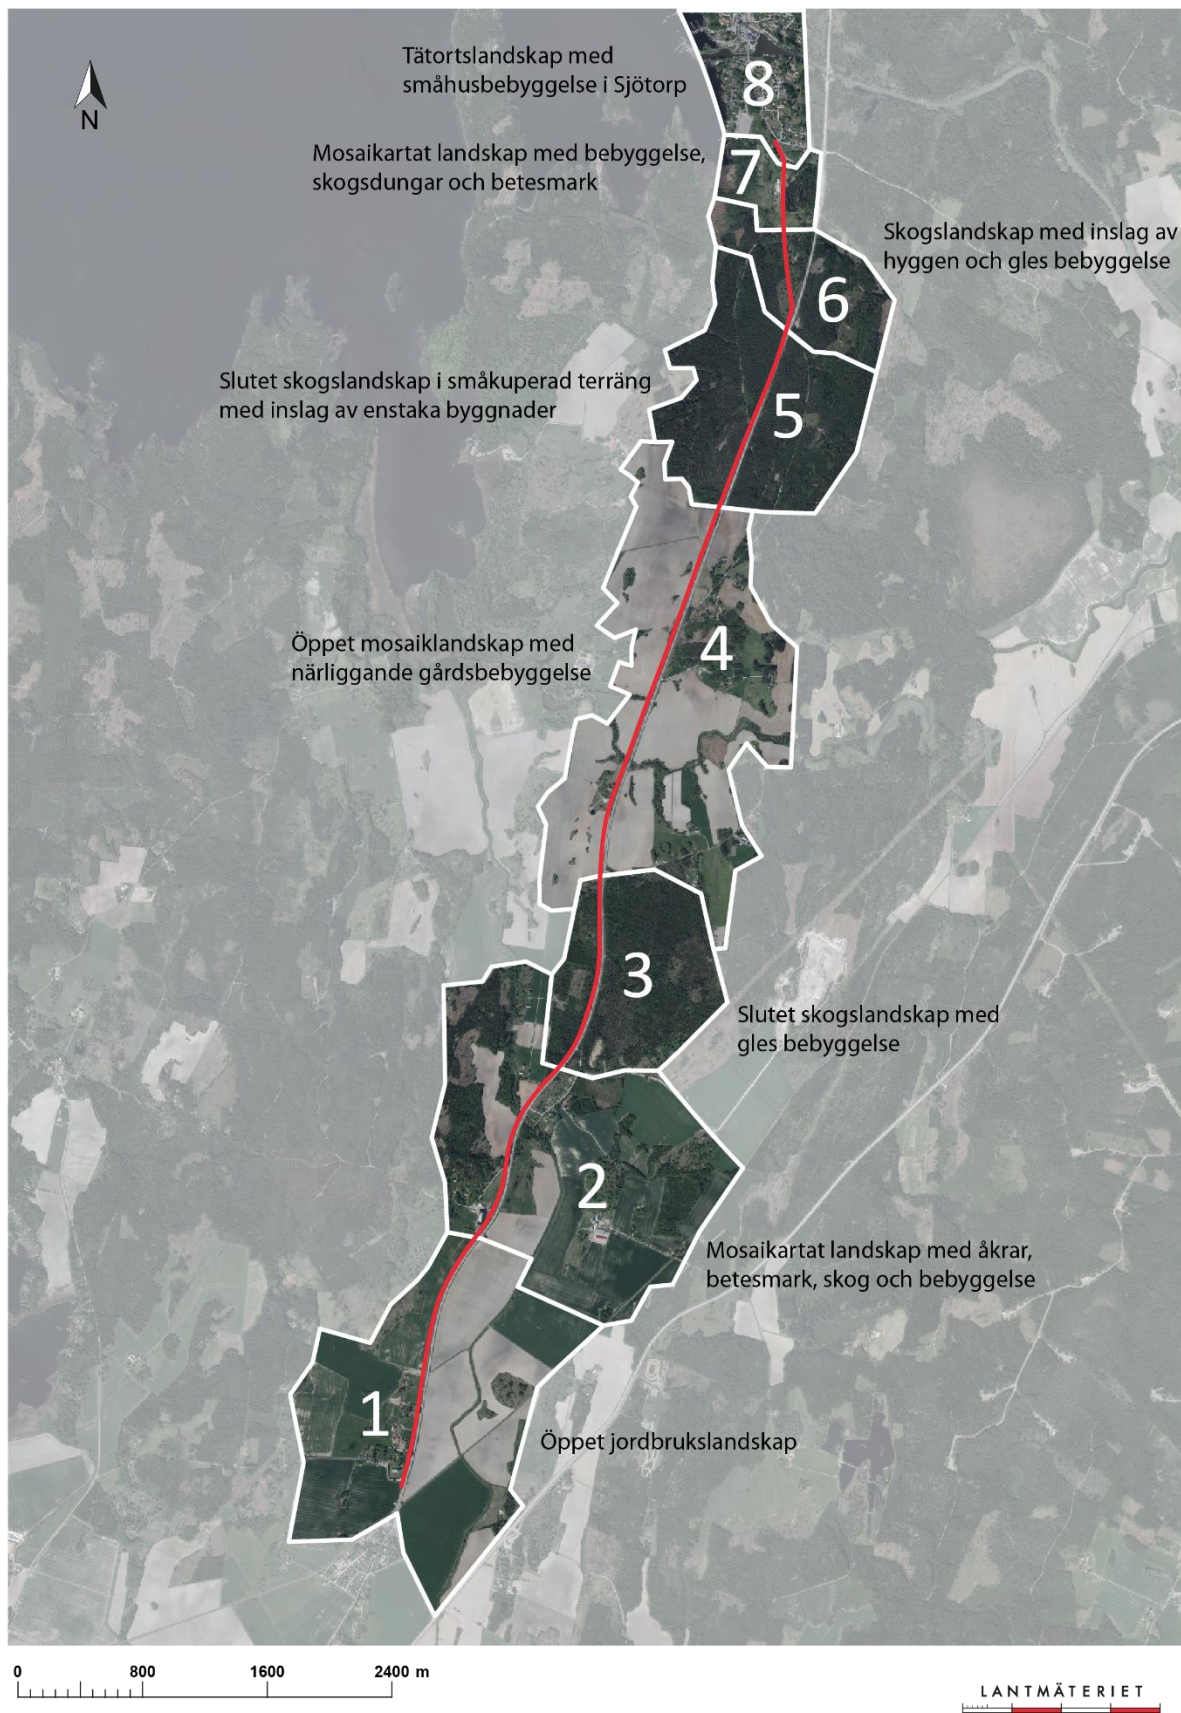 Tätortslandskap med
småhusbebyggelse i Sjötorp
8
N
Mosaikartat landskap med bebyggelse,
skogsdungar och betesmark
7
Skogslandskap med inslag av
hyggen och gles bebyggelse
6
Slutet skogslandskap i småkuperad terräng
med inslag av enstaka byggnader
5
Öppet mosaiklandskap med
närliggande gårdsbebyggelse
4
3
Slutet skogslandskap med
gles bebyggelse
2
Mosaikartat landskap med åkrar,
betesmark, skog och bebyggelse
1
Öppet jordbrukslandskap
0 800 1600 2400 m
LANTMÄTERIET